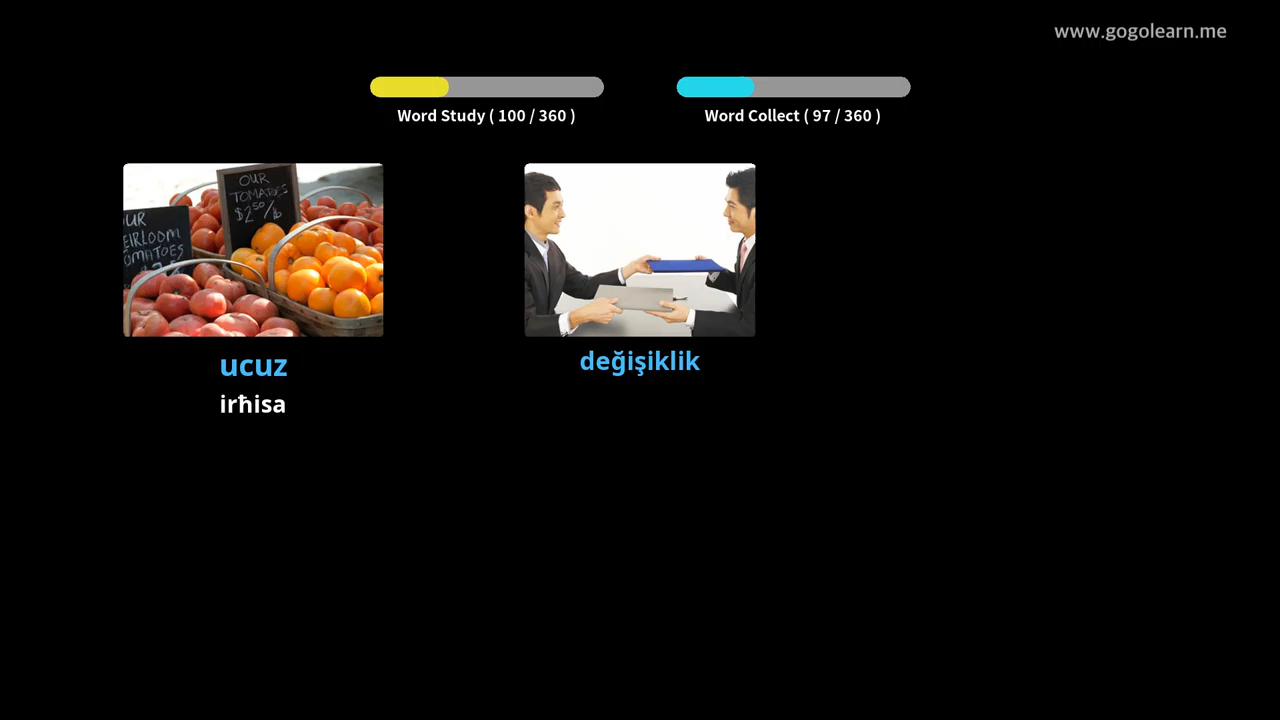 www.gogolearn.me
Word Study ( 100 / 360 )
Word Collect ( 97 / 360 )
OUR
TOMATOES
$2.50/lb
UR
EIRLOOM
OMATOES
ucuz
irħisa
değişiklik